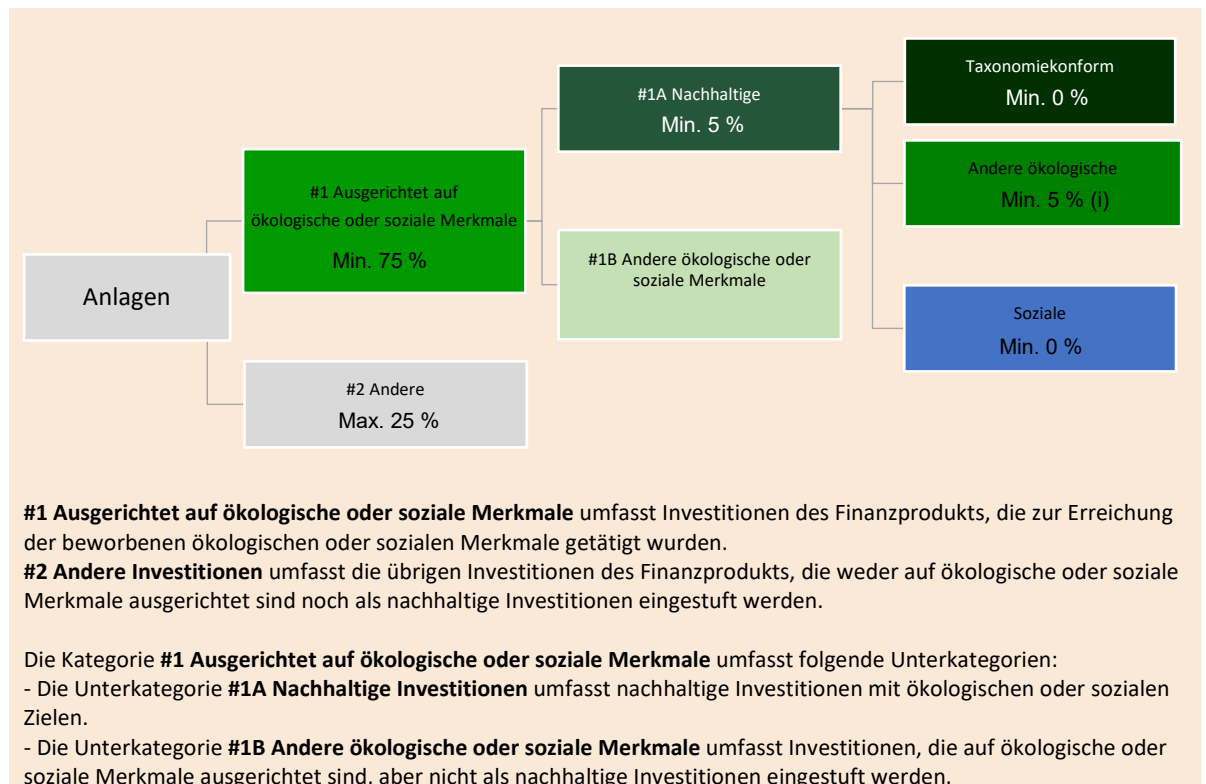 Anlagen
#1 Ausgerichtet auf
ökologische oder soziale Merkmale
Min. 75 %
#2 Andere
Max. 25 %
#1A Nachhaltige
Min. 5 %
#1B Andere ökologische oder
soziale Merkmale
Taxonomiekonform
Min. 0 %
Andere ökologische
Min. 5 % (i)
Soziale
Min. 0 %
#1 Ausgerichtet auf ökologische oder soziale Merkmale umfasst Investitionen des Finanzprodukts, die zur Erreichung
der beworbenen ökologischen oder sozialen Merkmale getätigt wurden.
#2 Andere Investitionen umfasst die übrigen Investitionen des Finanzprodukts, die weder auf ökologische oder soziale
Merkmale ausgerichtet sind noch als nachhaltige Investitionen eingestuft werden.
Die Kategorie #1 Ausgerichtet auf ökologische oder soziale Merkmale umfasst folgende Unterkategorien:
- Die Unterkategorie #1A Nachhaltige Investitionen umfasst nachhaltige Investitionen mit ökologischen oder sozialen
Zielen.
- Die Unterkategorie #1B Andere ökologische oder soziale Merkmale umfasst Investitionen, die auf ökologische oder
soziale Merkmale ausgerichtet sind, aber nicht als nachhaltige Investitionen eingestuft werden.